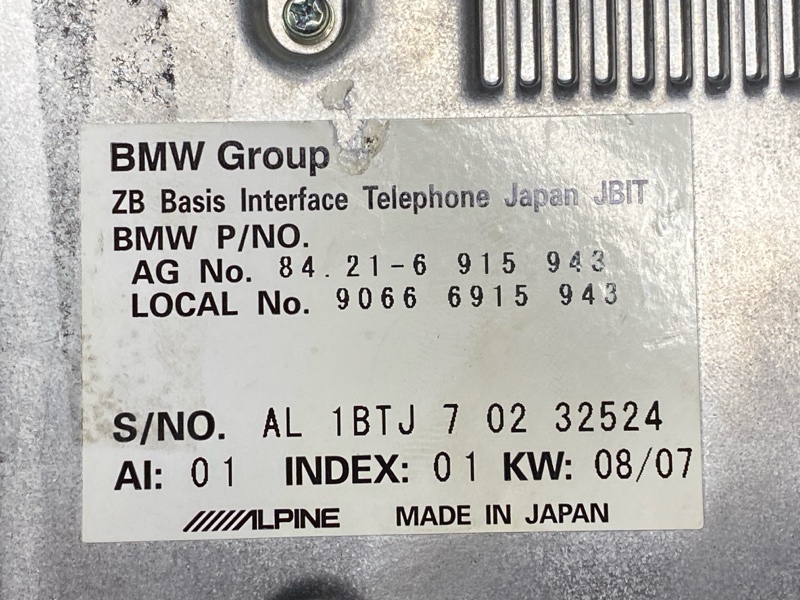 BMW Group
ZB Basis Interface Telephone Japan JBIT
BMW P/NO.
AG No. 84.21-6 915 943
LOCAL No. 9066 6915 943
S/NO. AL 1BTJ 7 02 32524
AI: 01 INDEX: 01 KW: 08/07
ALPINE MADE IN JAPAN